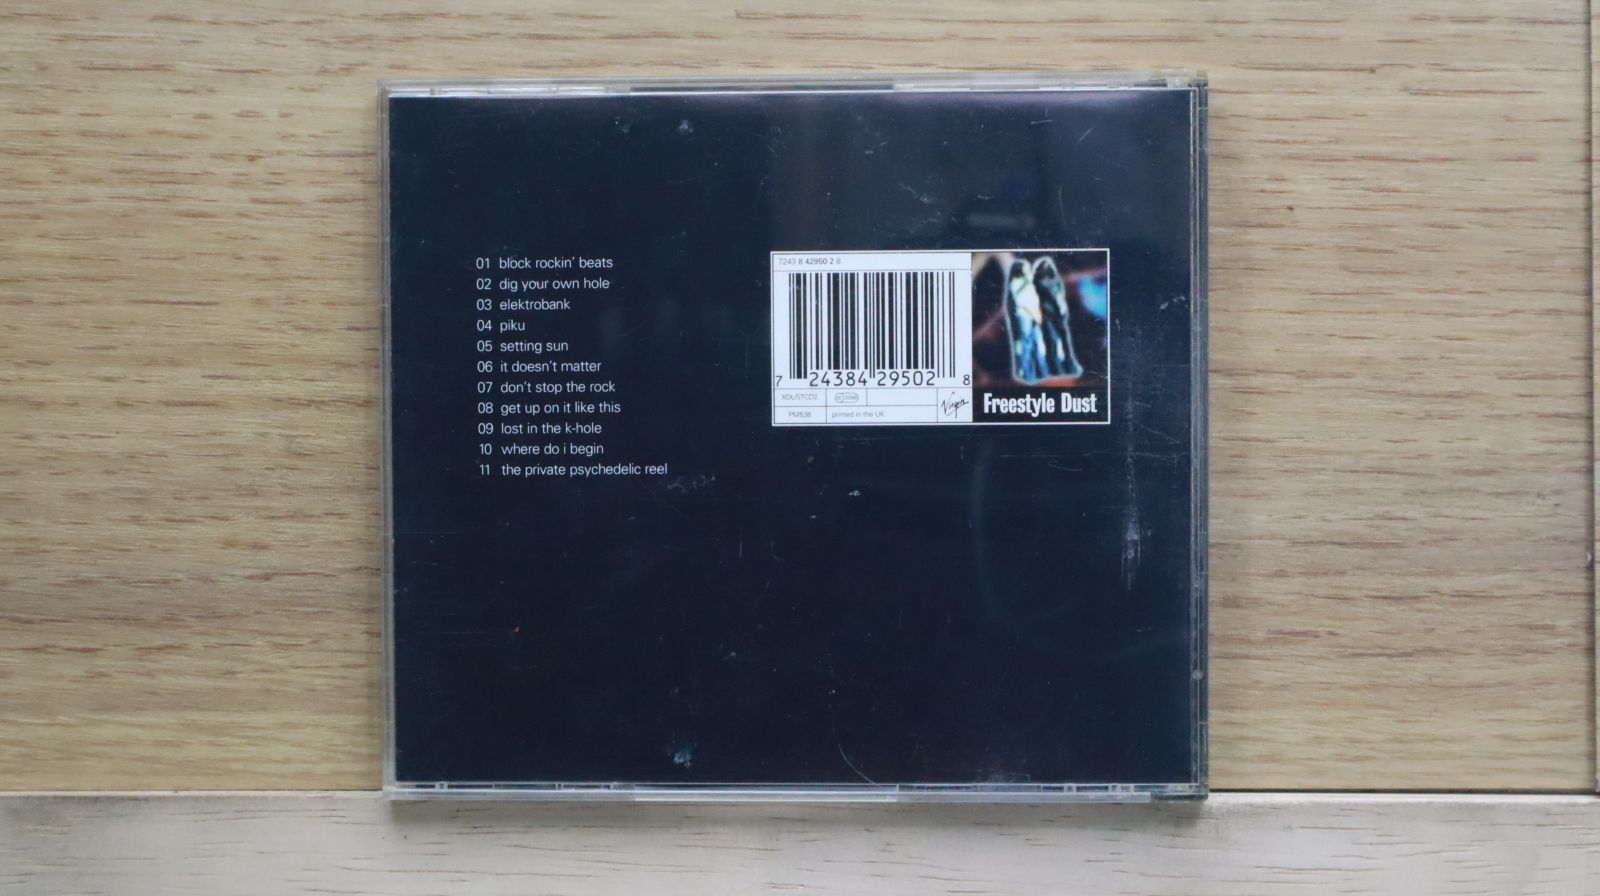 01 block rockin' beats
02 dig your own hole
03 elektrobank
04 piku
05 setting sun
06 it doesn't matter
07 don't stop the rock
08 get up on it like this
09 lost in the k-hole
10 where do i begin
11 the private psychedelic reel
7243 8 42950 2 8
7 24384 29502 8
XDUSTCD2
PM538
printed in the UK
Virgin
Freestyle Dust